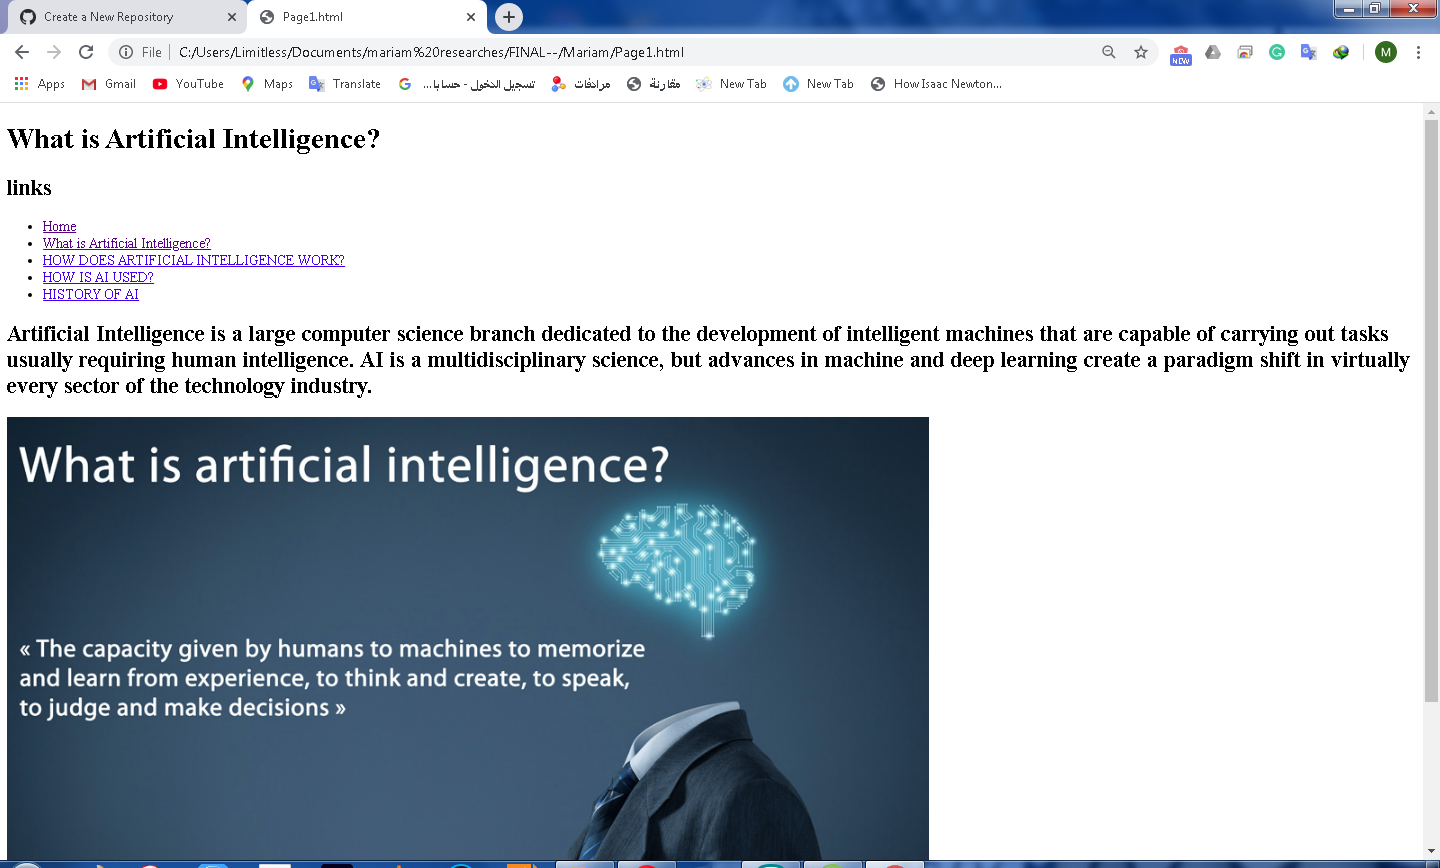 Create a New Repository
Page1.html
File
C:/Users/Limitless/Documents/mariam%20researches/FINAL--/Mariam/Page1.html
NEW
M
Apps
Gmail
YouTube
Maps
Translate
تسجيل الدخول - حسابا...
مرادفات
مقارنة
New Tab
New Tab
How Isaac Newton...
What is Artificial Intelligence?
links
• Home
• What is Artificial Intelligence?
• HOW DOES ARTIFICIAL INTELLIGENCE WORK?
• HOW IS AI USED?
• HISTORY OF AI
Artificial Intelligence is a large computer science branch dedicated to the development of intelligent machines that are capable of carrying out tasks
usually requiring human intelligence. AI is a multidisciplinary science, but advances in machine and deep learning create a paradigm shift in virtually
every sector of the technology industry.
What is artificial intelligence?
« The capacity given by humans to machines to memorize
and learn from experience, to think and create, to speak,
to judge and make decisions »